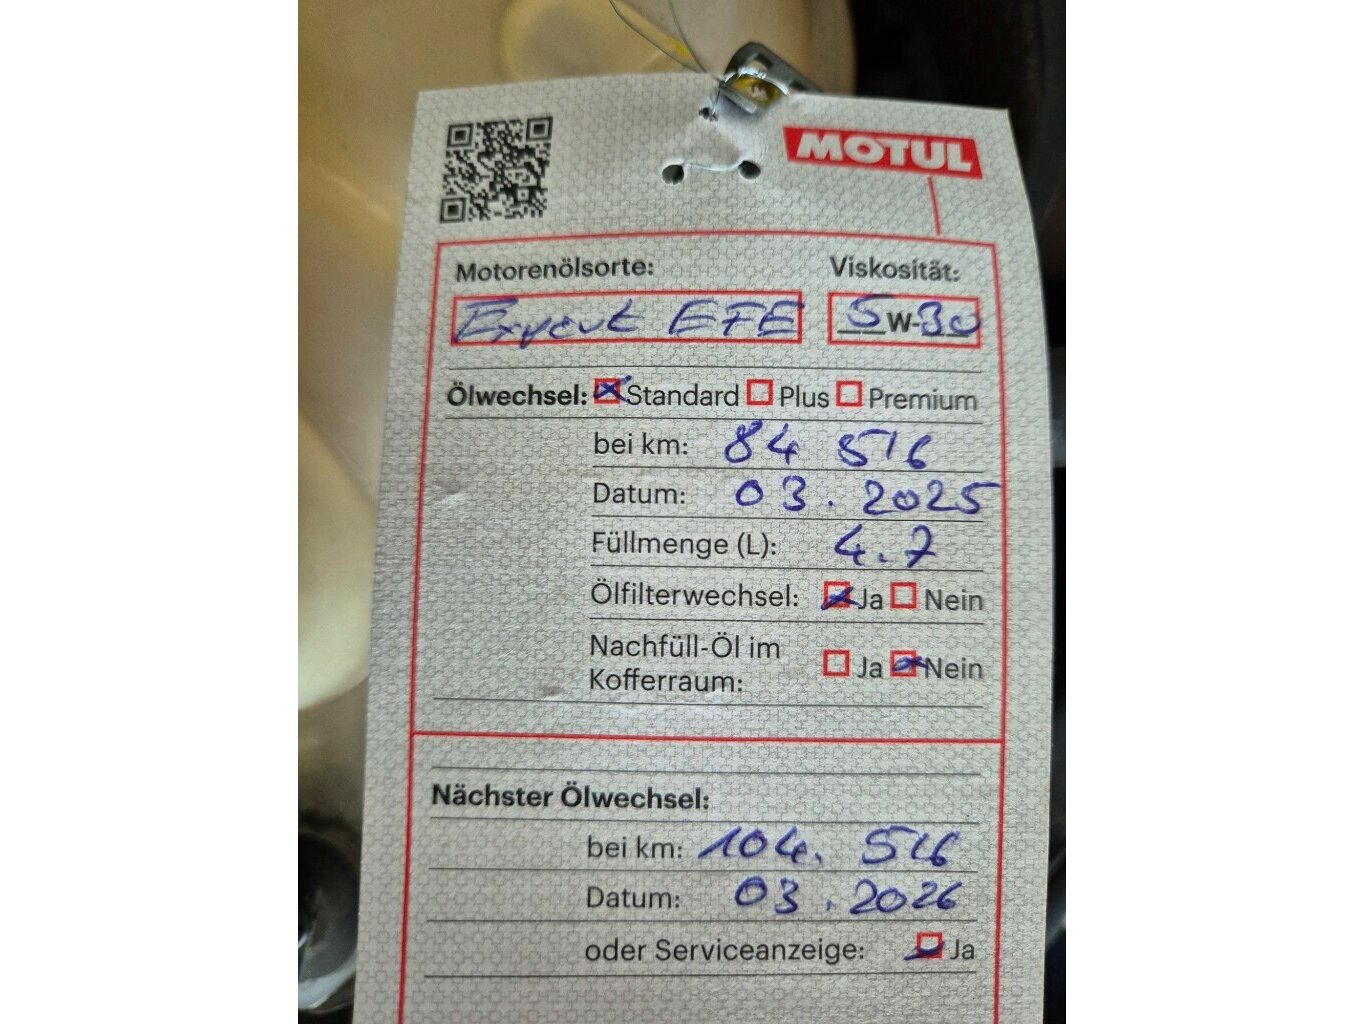 MOTUL
Motorenölsorte: Viskosität:
Expert EFE 5W-30
Ölwechsel: Standard Plus Premium
bei km: 84 516
Datum: 03.2025
Füllmenge (L): 4.7
Ölfilterwechsel: Ja Nein
Nachfüll-Öl im
Kofferraum: Ja Nein
Nächster Ölwechsel:
bei km: 104. 516
Datum: 03.2026
oder Serviceanzeige: Ja